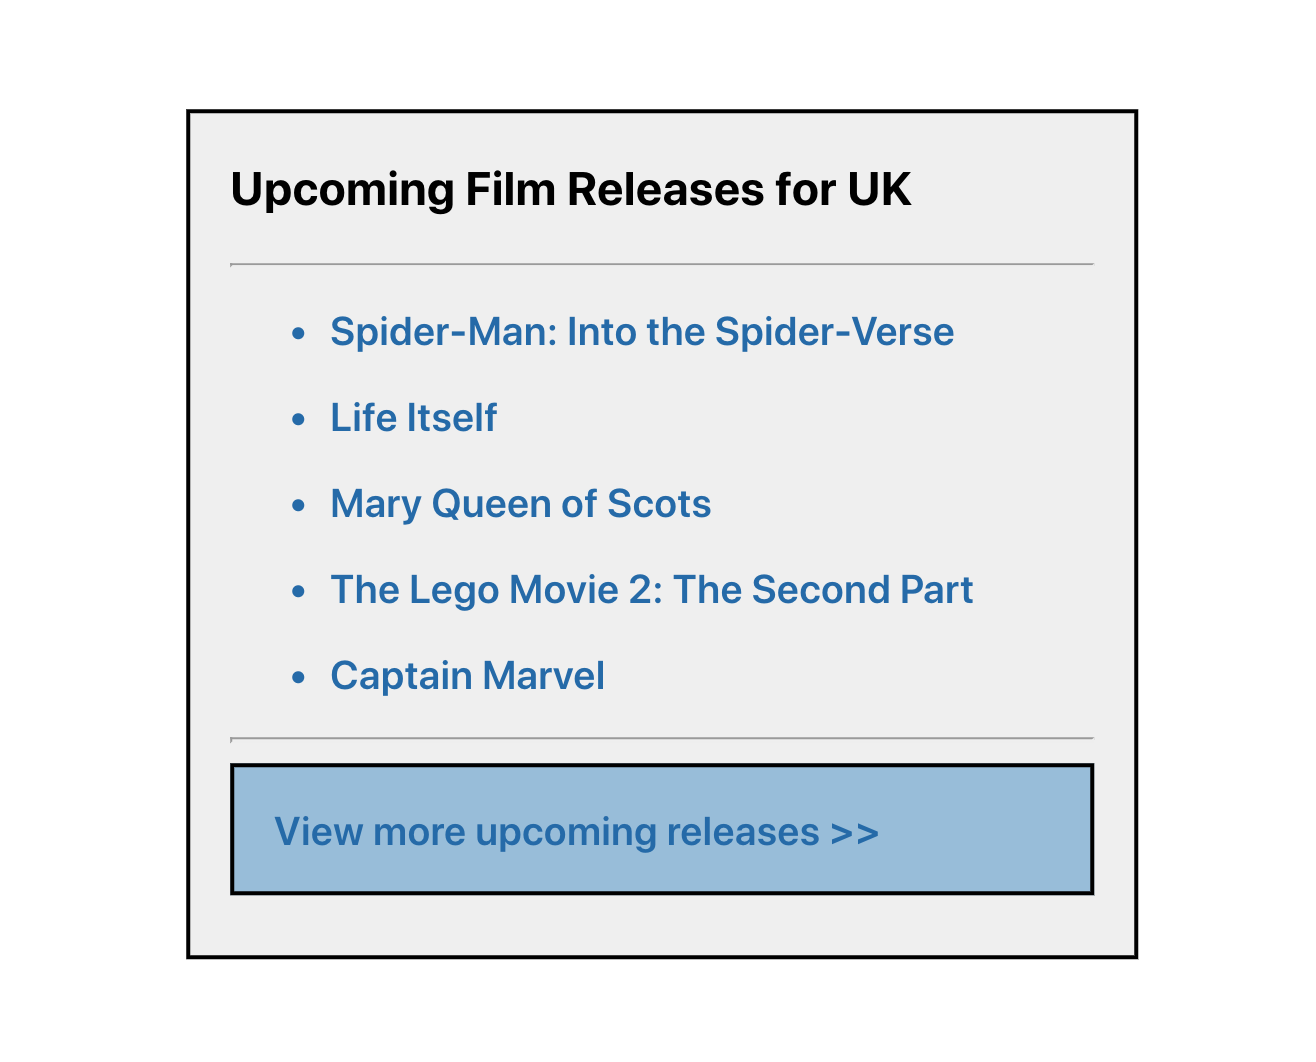 Upcoming Film Releases for UK
Spider-Man: Into the Spider-Verse
Life Itself
Mary Queen of Scots
The Lego Movie 2: The Second Part
Captain Marvel
View more upcoming releases >>